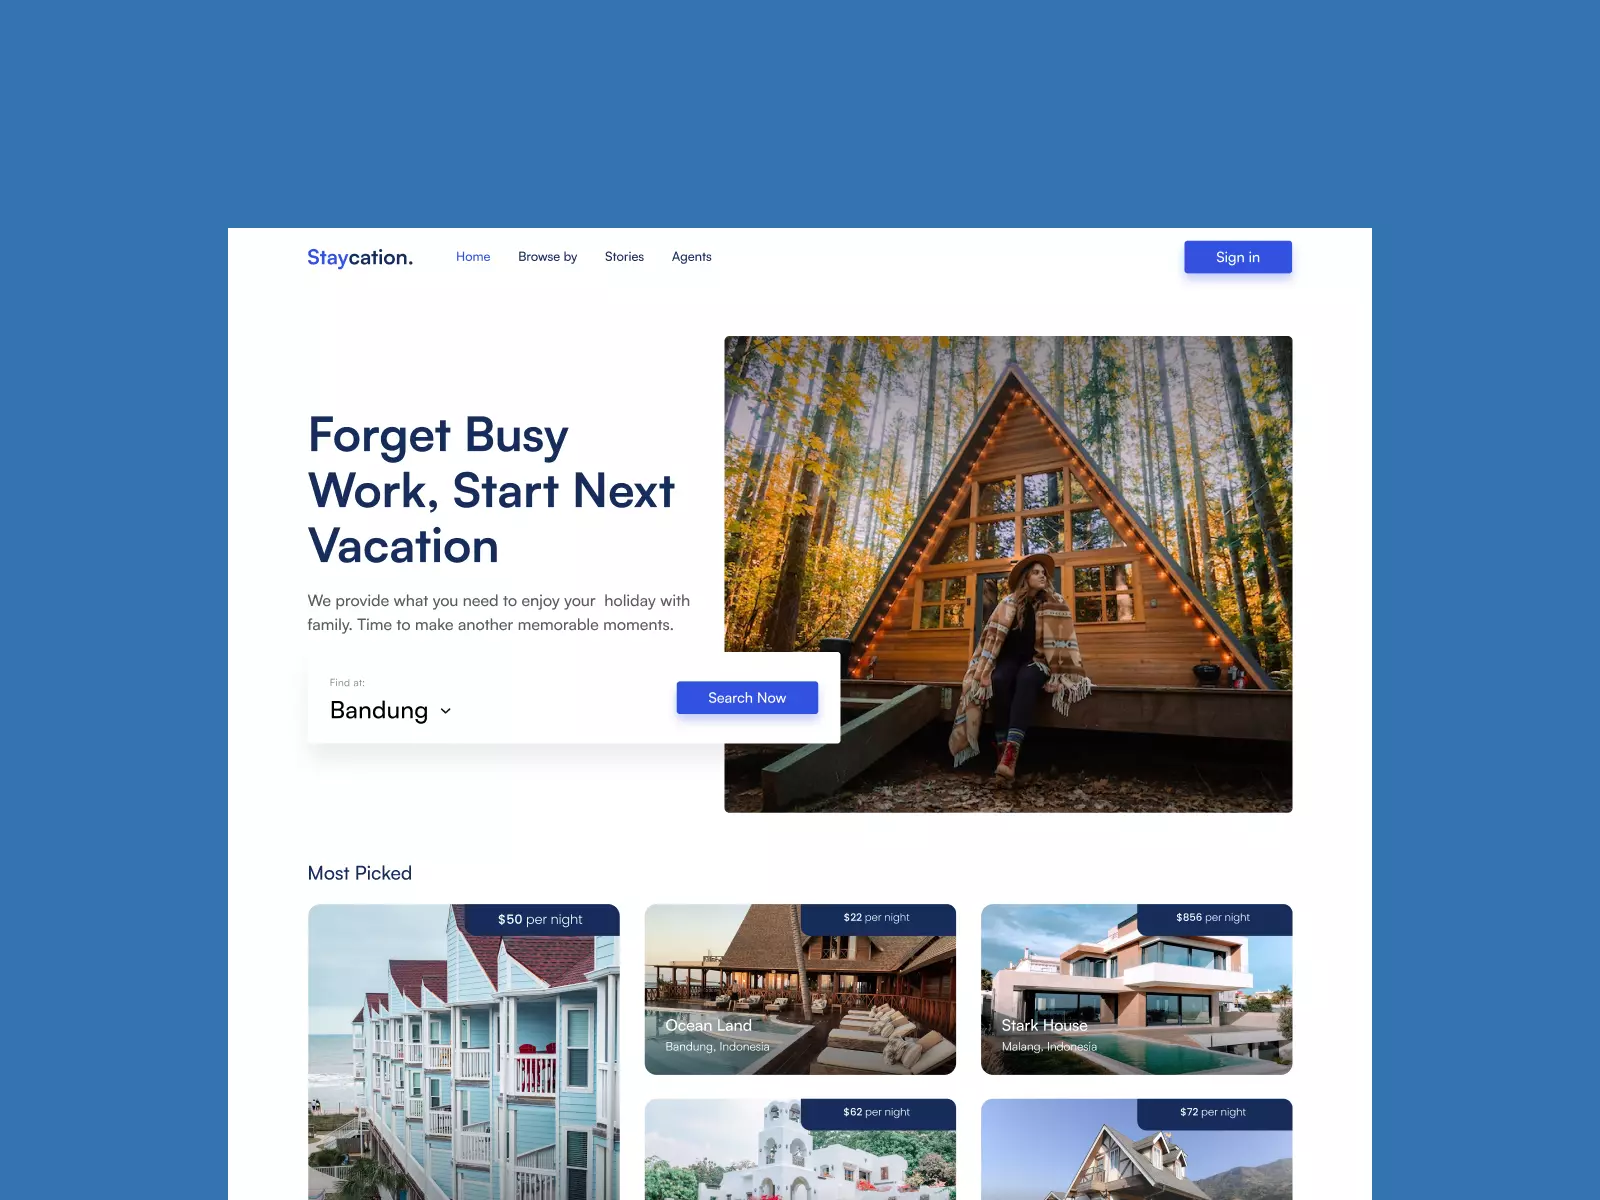 Staycation.
Home
Browse by
Stories
Agents
Sign in
Forget Busy
Work, Start Next
Vacation
We provide what you need to enjoy your  holiday with
family. Time to make another memorable moments.
Find at:
Bandung
Search Now
Most Picked
$50 per night
$22 per night
Ocean Land
Bandung, Indonesia
$856 per night
Stark House
Malang, Indonesia
$62 per night
$72 per night